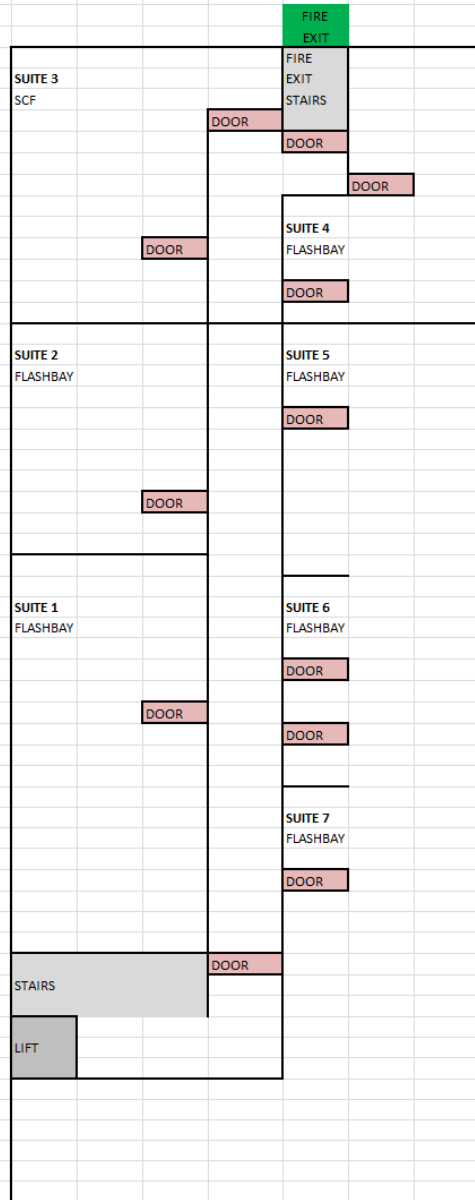 FIRE
EXIT
FIRE
EXIT
STAIRS
SUITE 3
SCF
DOOR
DOOR
DOOR
SUITE 4
FLASHBAY
DOOR
DOOR
SUITE 2
FLASHBAY
SUITE 5
FLASHBAY
DOOR
DOOR
SUITE 1
FLASHBAY
SUITE 6
FLASHBAY
DOOR
DOOR
DOOR
SUITE 7
FLASHBAY
DOOR
DOOR
STAIRS
LIFT